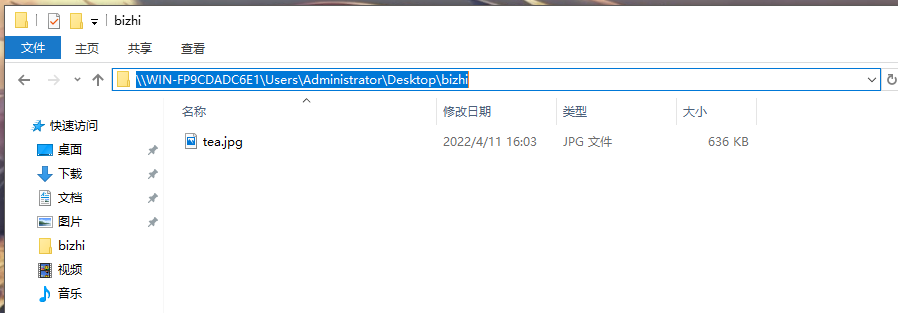 bizhi
文件 主页 共享 查看
\\WIN-FP9CDADC6E1\Users\Administrator\Desktop\bizhi
名称 修改日期 类型 大小
快速访问
tea.jpg 2022/4/11 16:03 JPG 文件 636 KB
桌面
下载
文档
图片
bizhi
视频
音乐